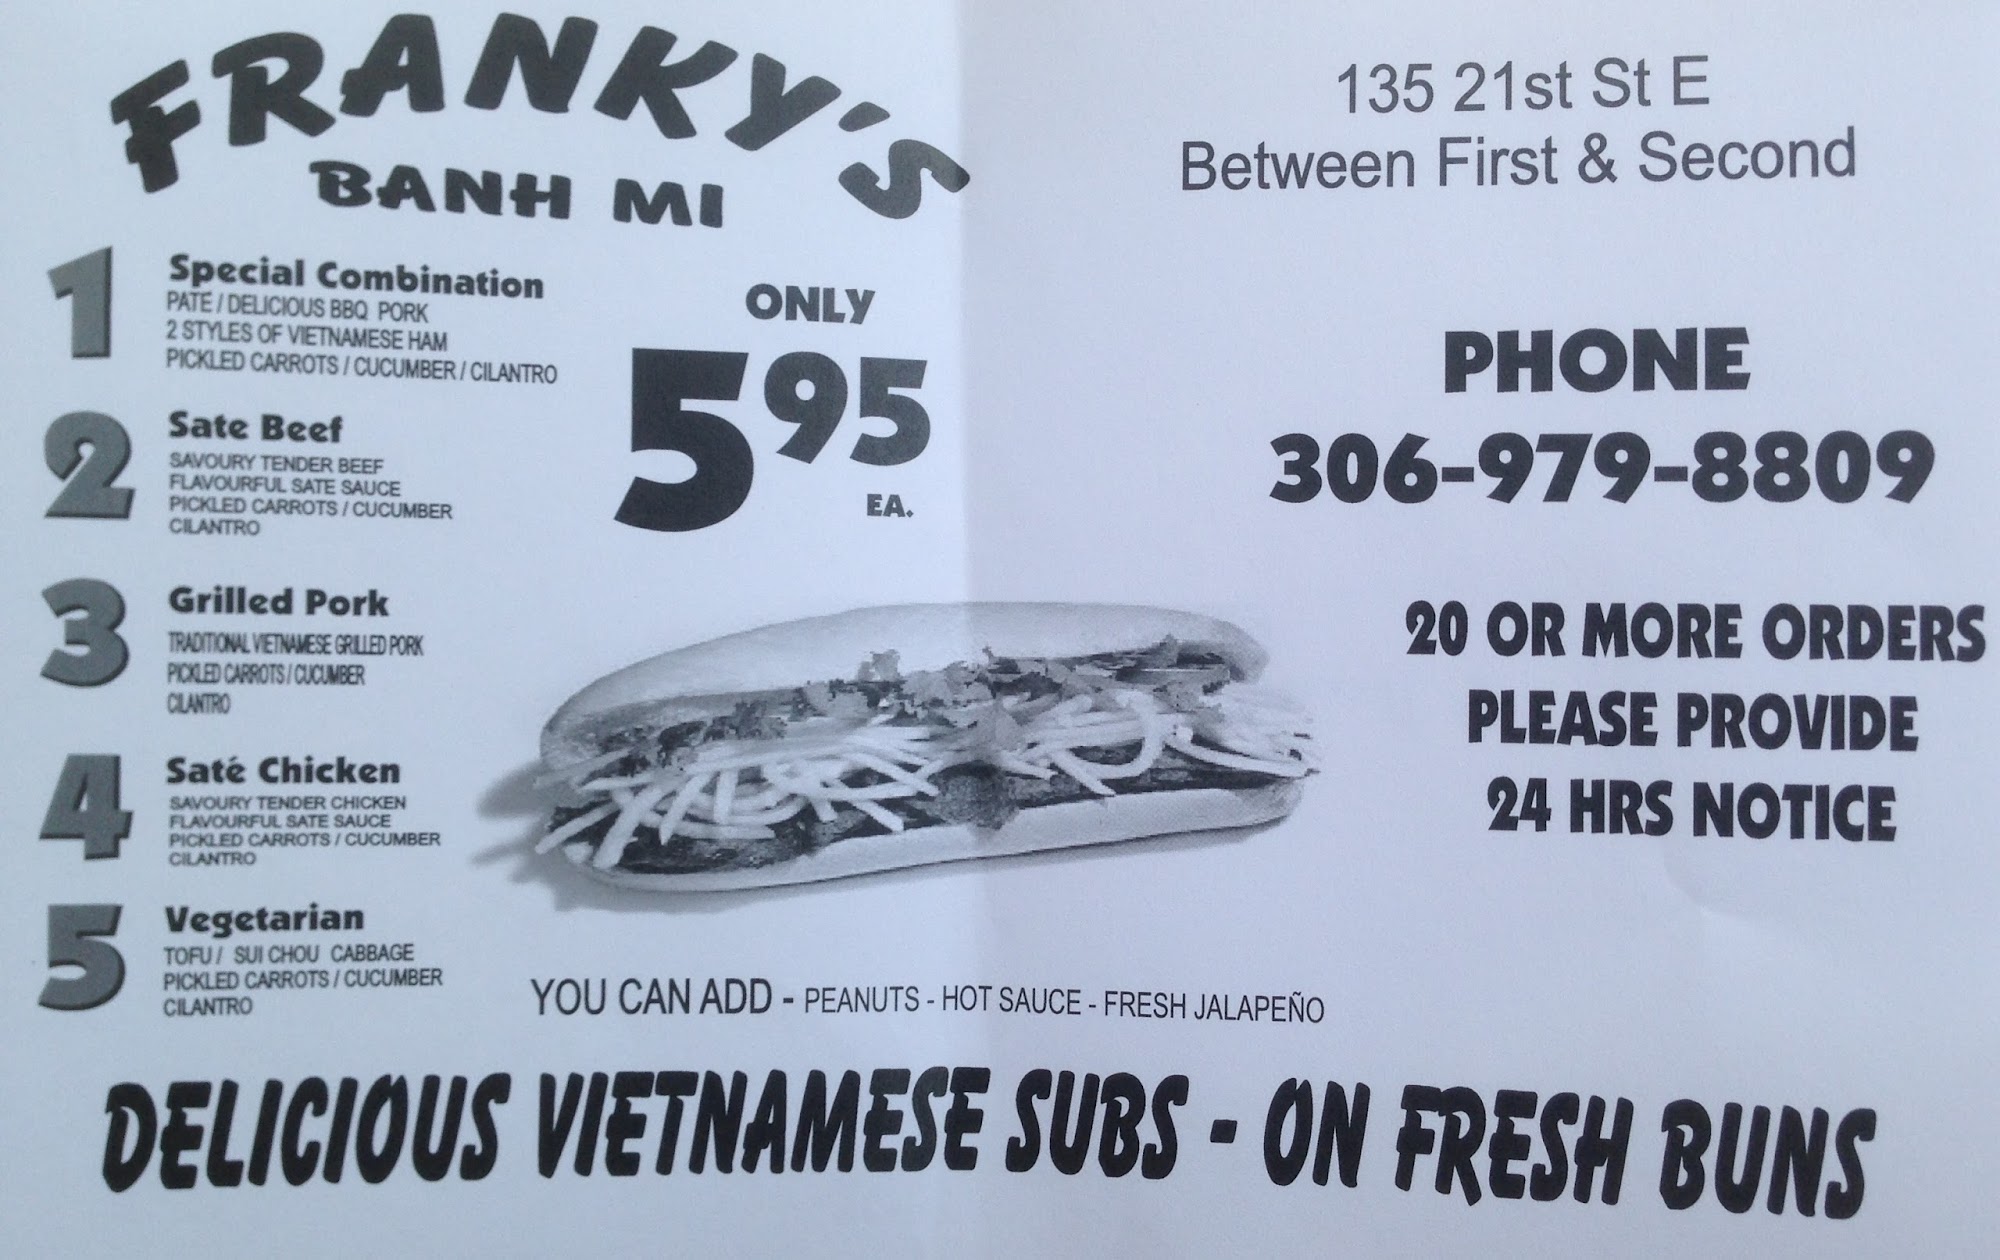 FRANKY'S
BANH MI
1
Special Combination
PATE / DELICIOUS BBQ PORK
2 STYLES OF VIETNAMESE HAM
PICKLED CARROTS / CUCUMBER / CILANTRO
2
Sate Beef
SAVOURY TENDER BEEF
FLAVOURFUL SATE SAUCE
PICKLED CARROTS / CUCUMBER
CILANTRO
3
Grilled Pork
TRADITIONAL VIETNAMESE GRILLED PORK
PICKLED CARROTS / CUCUMBER
CILANTRO
4
Saté Chicken
SAVOURY TENDER CHICKEN
FLAVOURFUL SATE SAUCE
PICKLED CARROTS / CUCUMBER
CILANTRO
5
Vegetarian
TOFU / SUI CHOU CABBAGE
PICKLED CARROTS / CUCUMBER
CILANTRO
ONLY
5 95
EA.
135 21st St E
Between First & Second
PHONE
306-979-8809
20 OR MORE ORDERS
PLEASE PROVIDE
24 HRS NOTICE
YOU CAN ADD - PEANUTS - HOT SAUCE - FRESH JALAPEÑO
DELICIOUS VIETNAMESE SUBS - ON FRESH BUNS